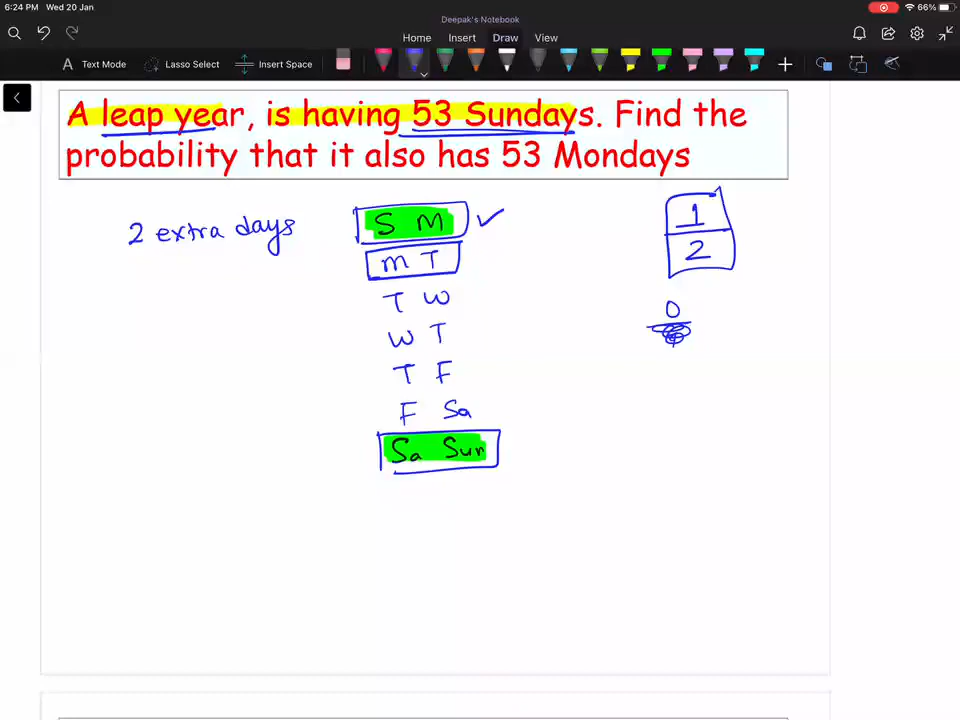 6:24 PM Wed 20 Jan
66%
Deepak's Notebook
Home Insert Draw View
Text Mode Lasso Select Insert Space
A leap year, is having 53 Sundays. Find the
probability that it also has 53 Mondays
2 extra days
S M
M T
T W
W T
T F
F Sa
Sa Sun
1
2
0